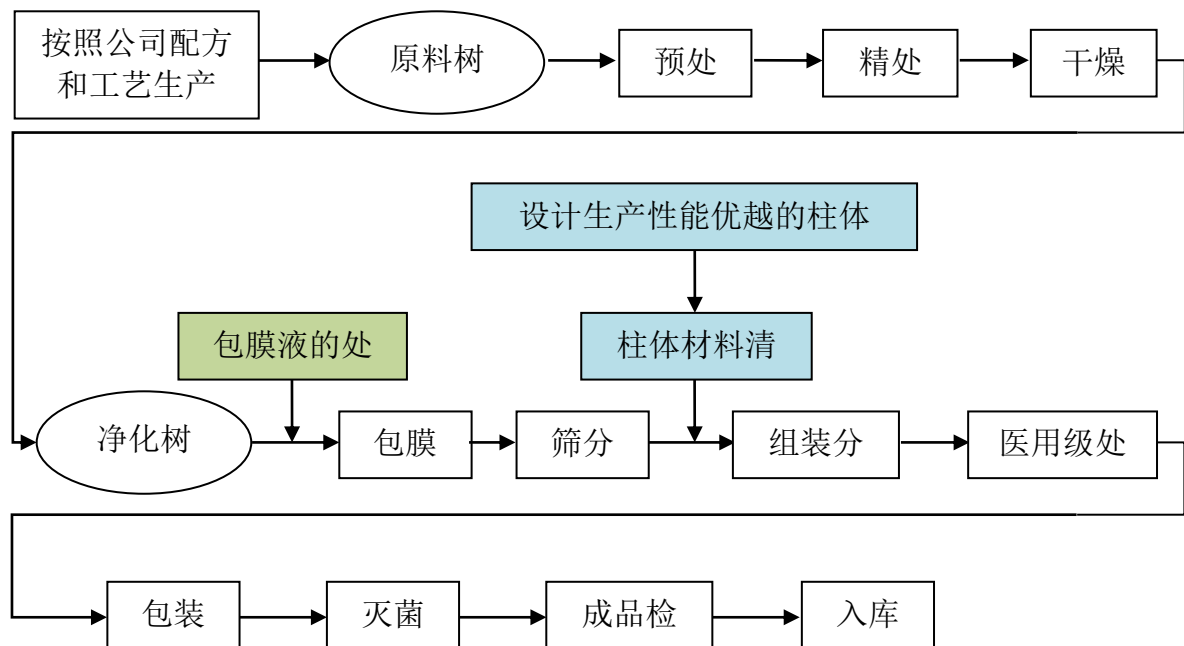 按照公司配方
和工艺生产
原料树
预处
精处
干燥
设计生产性能优越的柱体
包膜液的处
柱体材料清
净化树
包膜
筛分
组装分
医用级处
包装
灭菌
成品检
入库